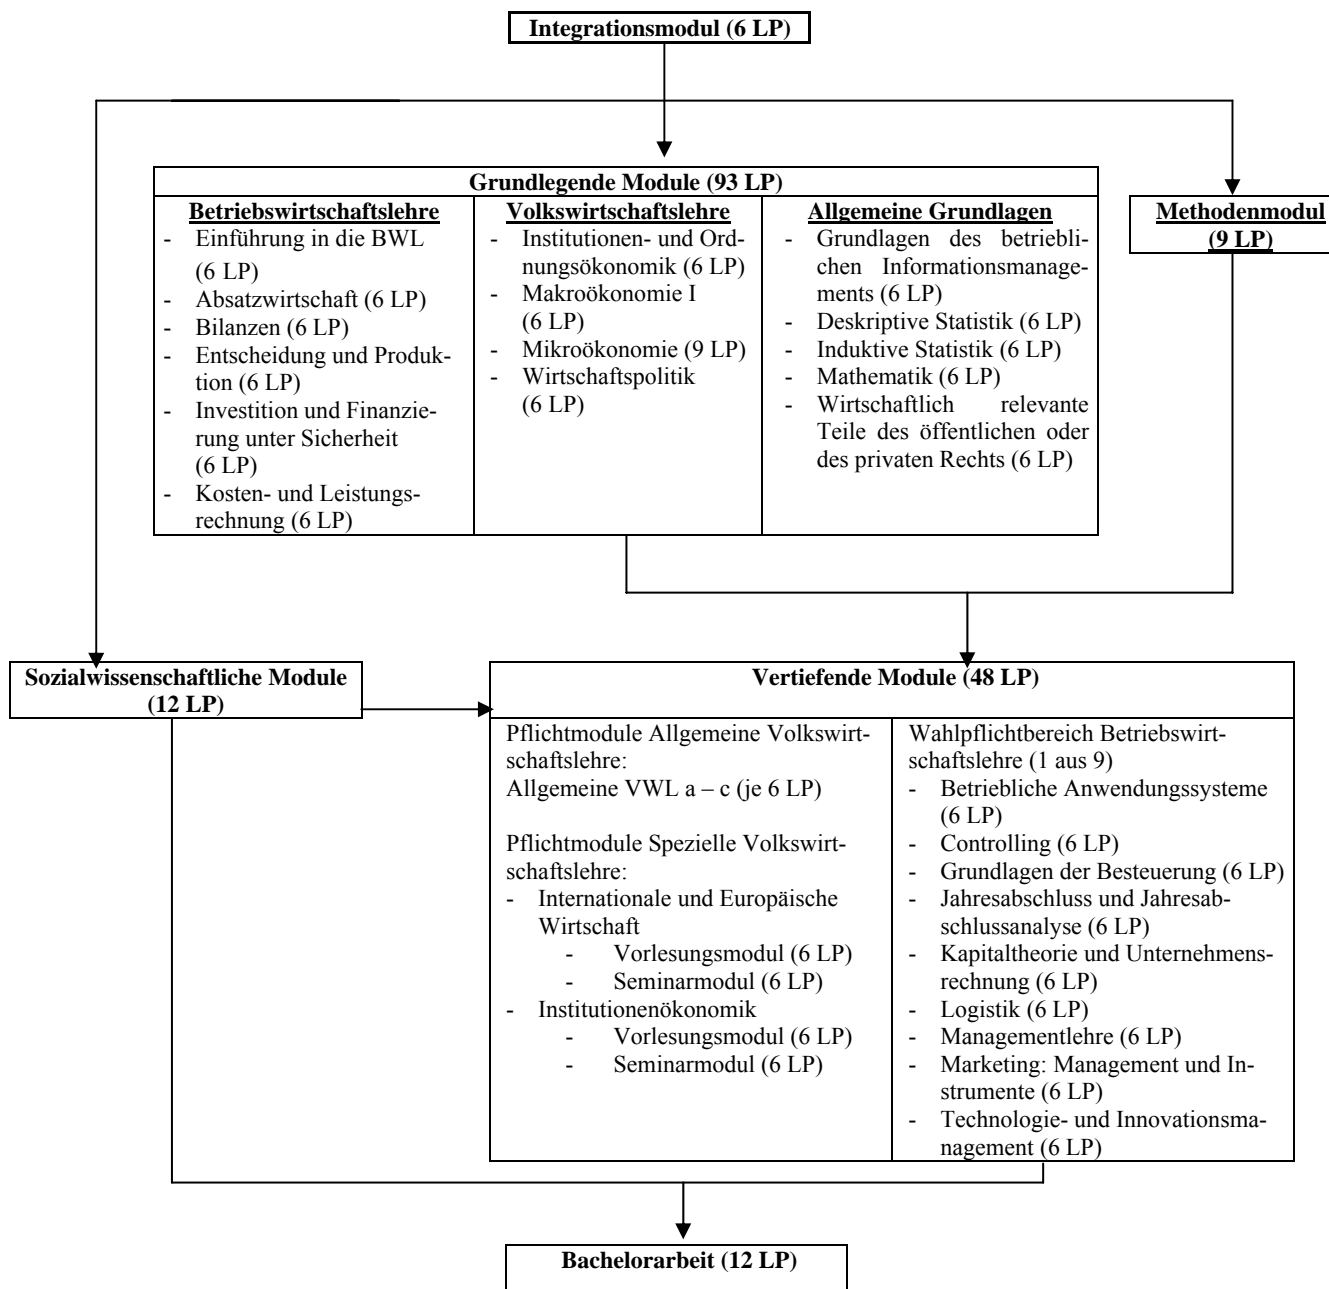 Integrationsmodul (6 LP)
Grundlegende Module (93 LP)
Betriebswirtschaftslehre
- Einführung in die BWL
(6 LP)
- Absatzwirtschaft (6 LP)
- Bilanzen (6 LP)
- Entscheidung und Produk-
tion (6 LP)
- Investition und Finanzie-
rung unter Sicherheit
(6 LP)
- Kosten- und Leistungs-
rechnung (6 LP)
Volkswirtschaftslehre
- Institutionen- und Ord-
nungsökonomik (6 LP)
- Makroökonomie I
(6 LP)
- Mikroökonomie (9 LP)
- Wirtschaftspolitik
(6 LP)
Allgemeine Grundlagen
- Grundlagen des betriebli-
chen Informationsmanage-
ments (6 LP)
- Deskriptive Statistik (6 LP)
- Induktive Statistik (6 LP)
- Mathematik (6 LP)
- Wirtschaftlich relevante
Teile des öffentlichen oder
des privaten Rechts (6 LP)
Methodenmodul
(9 LP)
Sozialwissenschaftliche Module
(12 LP)
Vertiefende Module (48 LP)
Pflichtmodule Allgemeine Volkswirt-
schaftslehre:
Allgemeine VWL a – c (je 6 LP)
Pflichtmodule Spezielle Volkswirt-
schaftslehre:
- Internationale und Europäische
Wirtschaft
- Vorlesungsmodul (6 LP)
- Seminarmodul (6 LP)
- Institutionenökonomik
- Vorlesungsmodul (6 LP)
- Seminarmodul (6 LP)
Wahlpflichtbereich Betriebswirt-
schaftslehre (1 aus 9)
- Betriebliche Anwendungssysteme
(6 LP)
- Controlling (6 LP)
- Grundlagen der Besteuerung (6 LP)
- Jahresabschluss und Jahresab-
schlussanalyse (6 LP)
- Kapitaltheorie und Unternehmens-
rechnung (6 LP)
- Logistik (6 LP)
- Managementlehre (6 LP)
- Marketing: Management und In-
strumente (6 LP)
- Technologie- und Innovationsma-
nagement (6 LP)
Bachelorarbeit (12 LP)